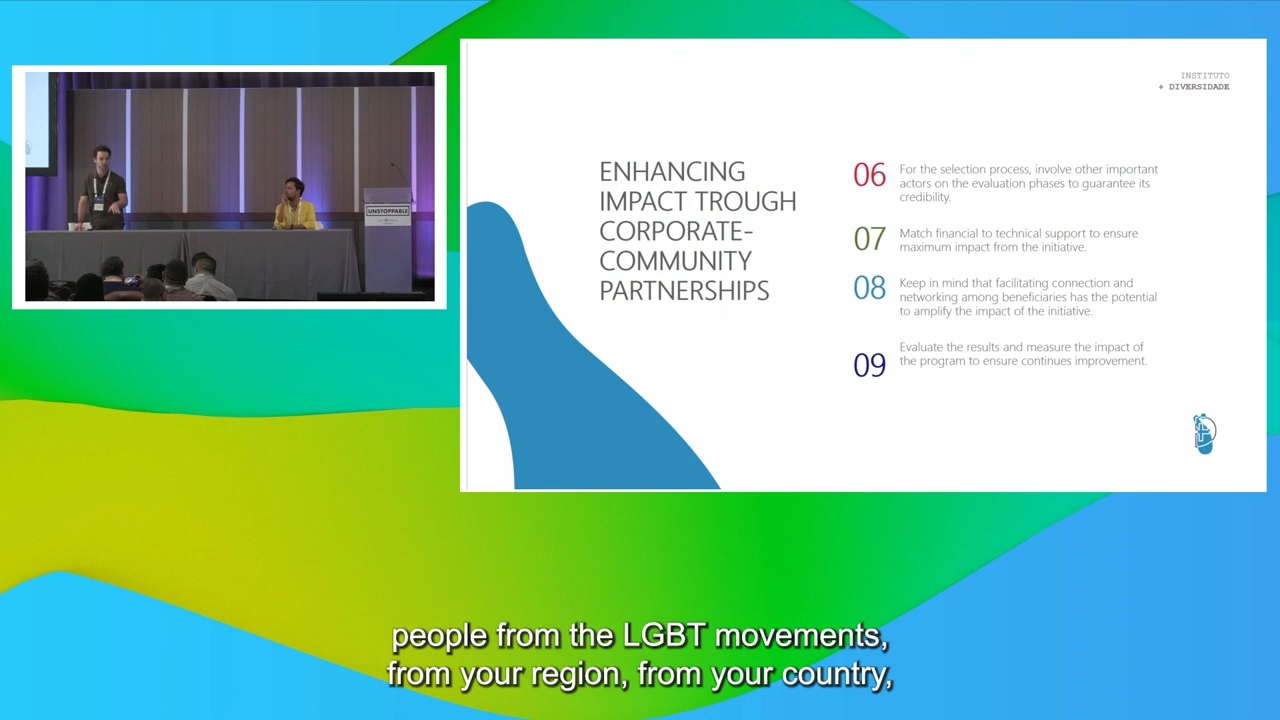 UNSTOPPABLE
INSTITUTO
+ DIVERSIDADE
ENHANCING
IMPACT TROUGH
CORPORATE-
COMMUNITY
PARTNERSHIPS
06
For the selection process, involve other important
actors on the evaluation phases to guarantee its
credibility.
07
Match financial to technical support to ensure
maximum impact from the initiative.
08
Keep in mind that facilitating connection and
networking among beneficiaries has the potential
to amplify the impact of the initiative.
09
Evaluate the results and measure the impact of
the program to ensure continues improvement.
people from the LGBT movements,
from your region, from your country,